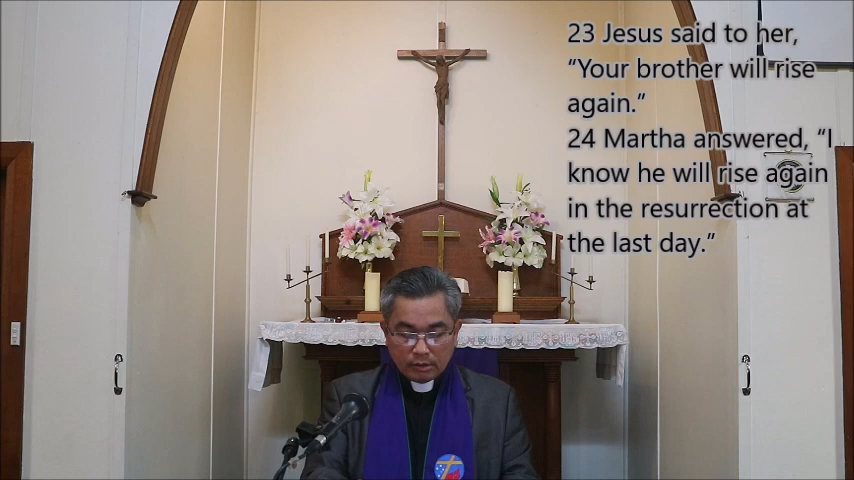 23 Jesus said to her,
“Your brother will rise
again.”
24 Martha answered, “I
know he will rise again
in the resurrection at
the last day.”